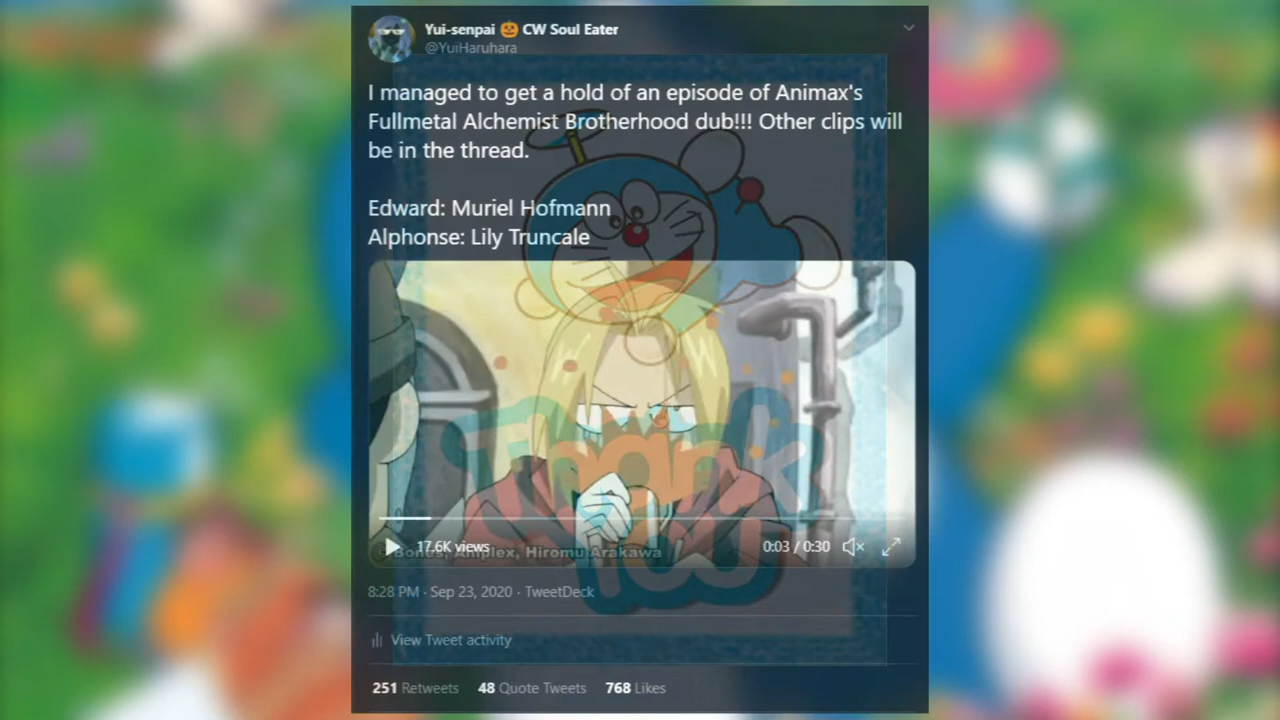 Yui-senpai 🎃 CW Soul Eater
@YuiHaruhara
I managed to get a hold of an episode of Animax's
Fullmetal Alchemist Brotherhood dub!!! Other clips will
be in the thread.
Edward: Muriel Hofmann
Alphonse: Lily Truncale
Thank
You
17.6K views
0:03 / 0:30
Bones, Aniplex, Hiromu Arakawa
8:28 PM · Sep 23, 2020 · TweetDeck
View Tweet activity
251 Retweets 48 Quote Tweets 768 Likes